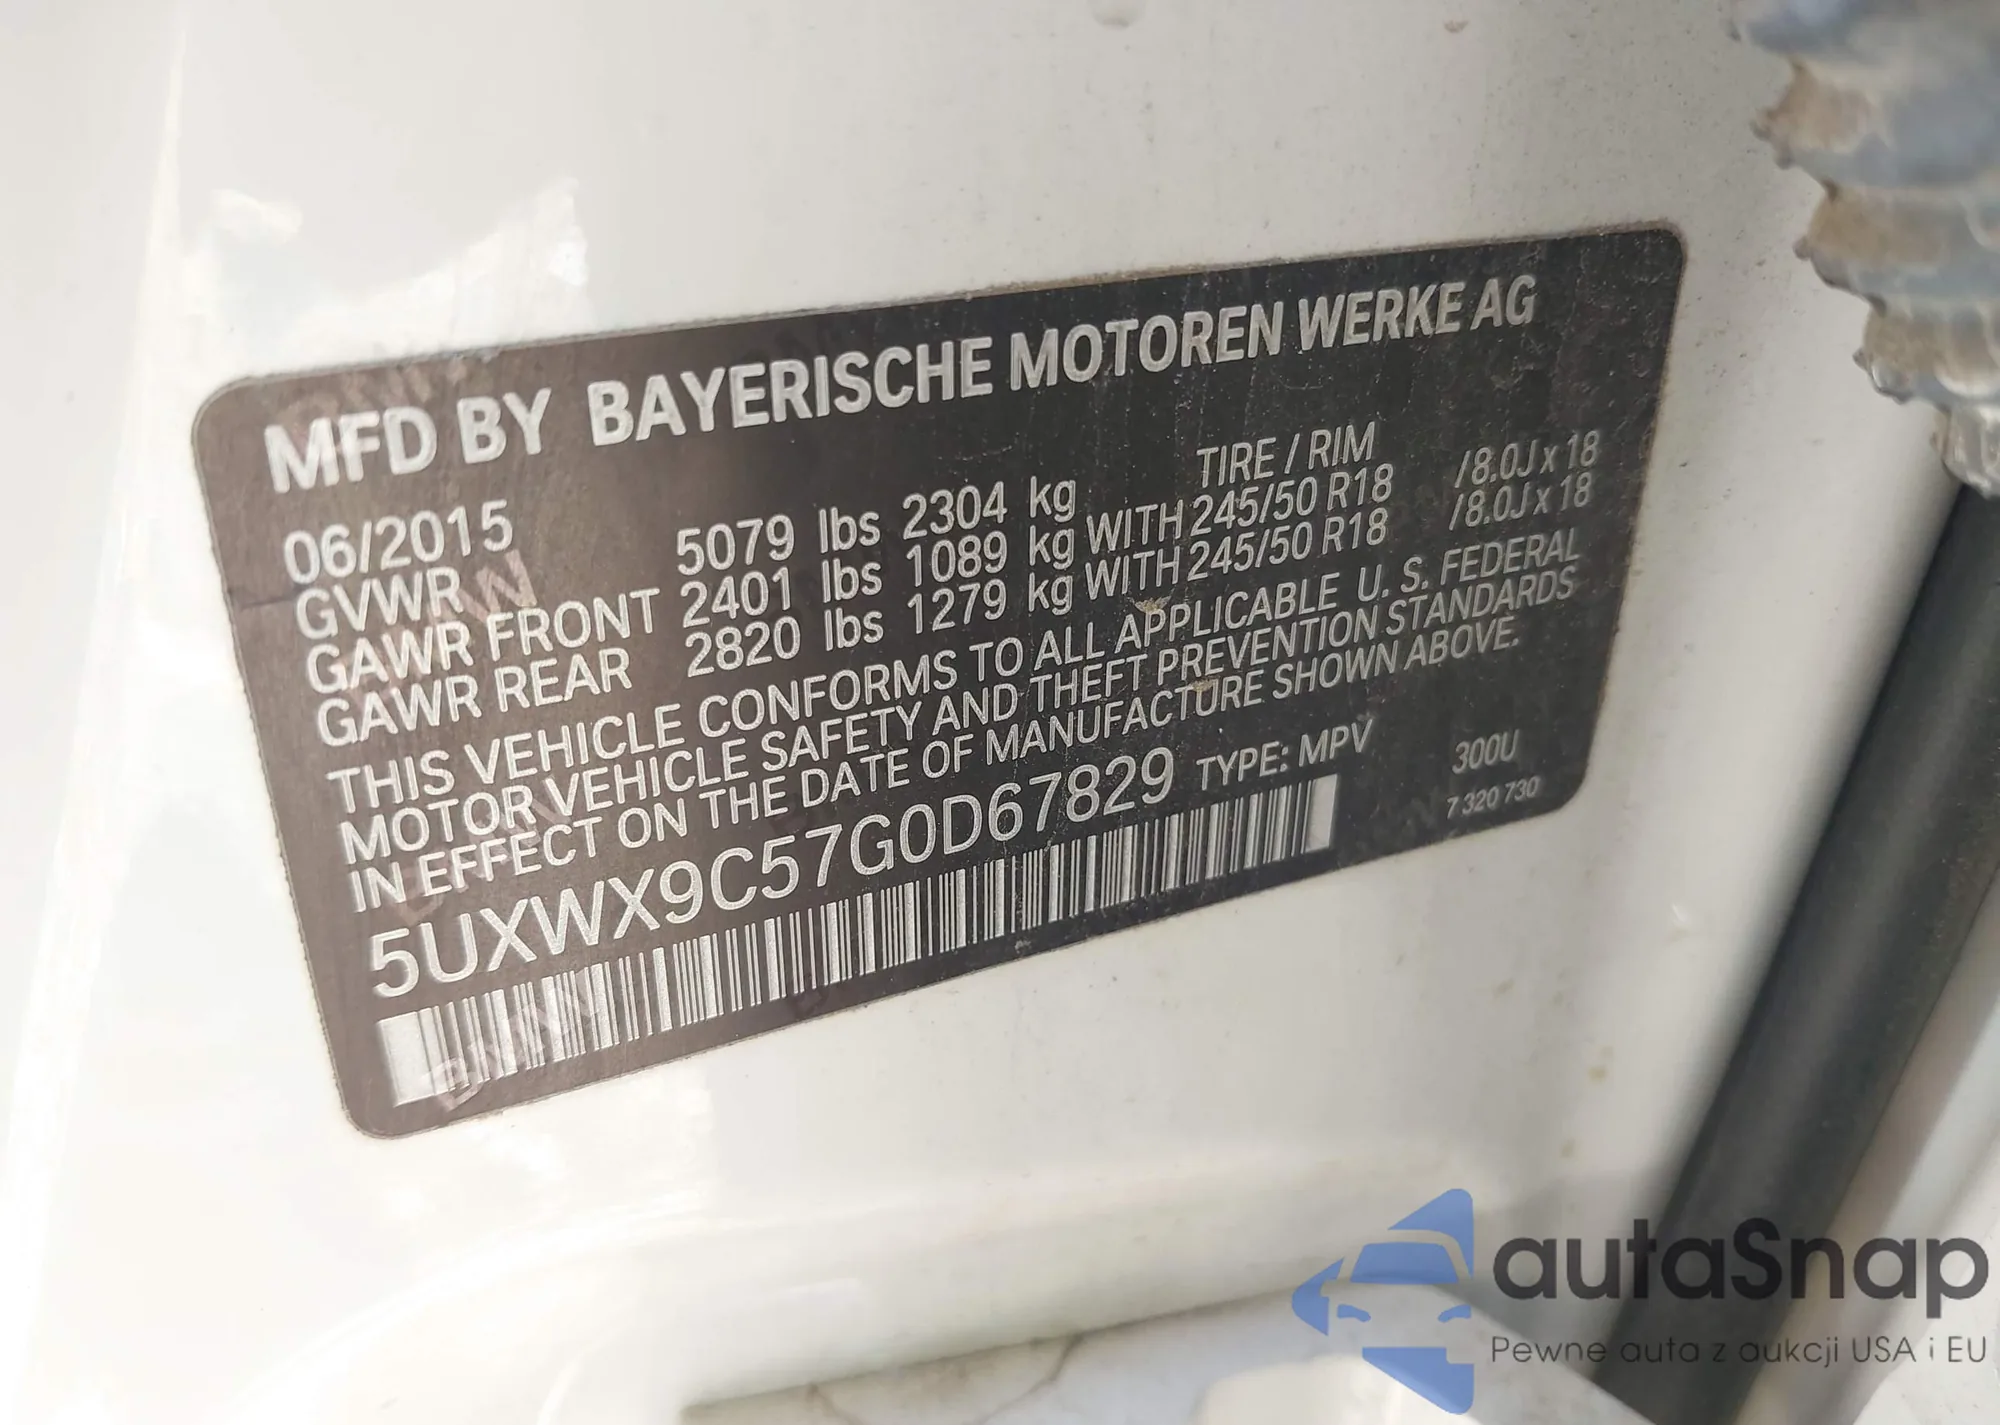 MFD BY BAYERISCHE MOTOREN WERKE AG
06/2015 TIRE / RIM
GVWR 5079 lbs 2304 kg
GAWR FRONT 2401 lbs 1089 kg WITH 245/50 R18 /8.0J x 18
GAWR REAR 2820 lbs 1279 kg WITH 245/50 R18 /8.0J x 18
THIS VEHICLE CONFORMS TO ALL APPLICABLE U. S. FEDERAL
MOTOR VEHICLE SAFETY AND THEFT PREVENTION STANDARDS
IN EFFECT ON THE DATE OF MANUFACTURE SHOWN ABOVE.
5UXWX9C57G0D67829 TYPE: MPV 300U
7 320 730
autaSnap
Pewne auta z aukcji USA i EU